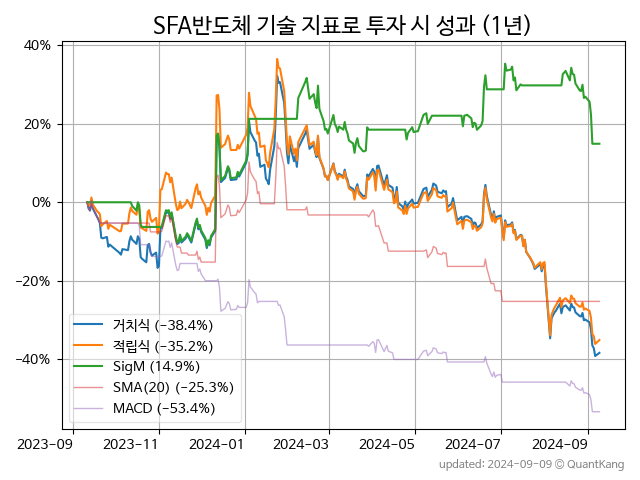 SFA반도체 기술 지표로 투자 시 성과 (1년)
40%
20%
0%
−20%
−40%
거치식 (−38.4%)
적립식 (−35.2%)
SigM (14.9%)
SMA(20) (−25.3%)
MACD (−53.4%)
2023-09 2023-11 2024-01 2024-03 2024-05 2024-07 2024-09
updated: 2024-09-09 © QuantKang